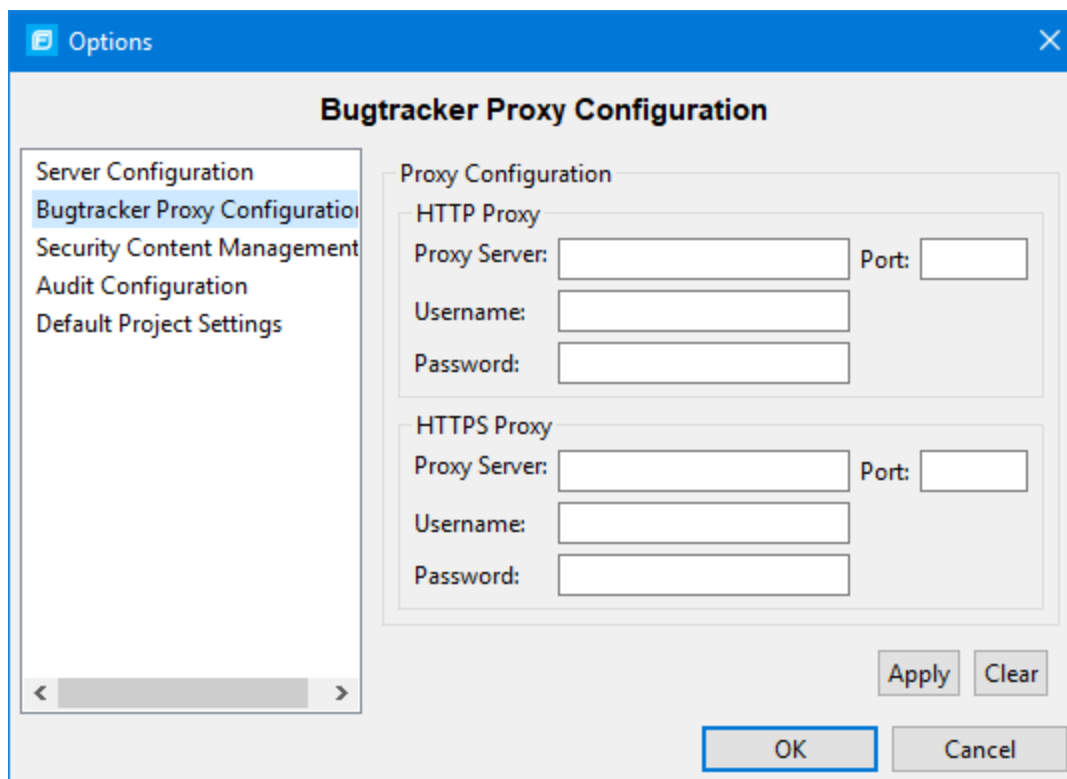 Options
Bugtracker Proxy Configuration
Server Configuration
Bugtracker Proxy Configuration
Security Content Management
Audit Configuration
Default Project Settings
Proxy Configuration
HTTP Proxy
Proxy Server: Port:
Username:
Password:
HTTPS Proxy
Proxy Server: Port:
Username:
Password:
Apply Clear
OK Cancel